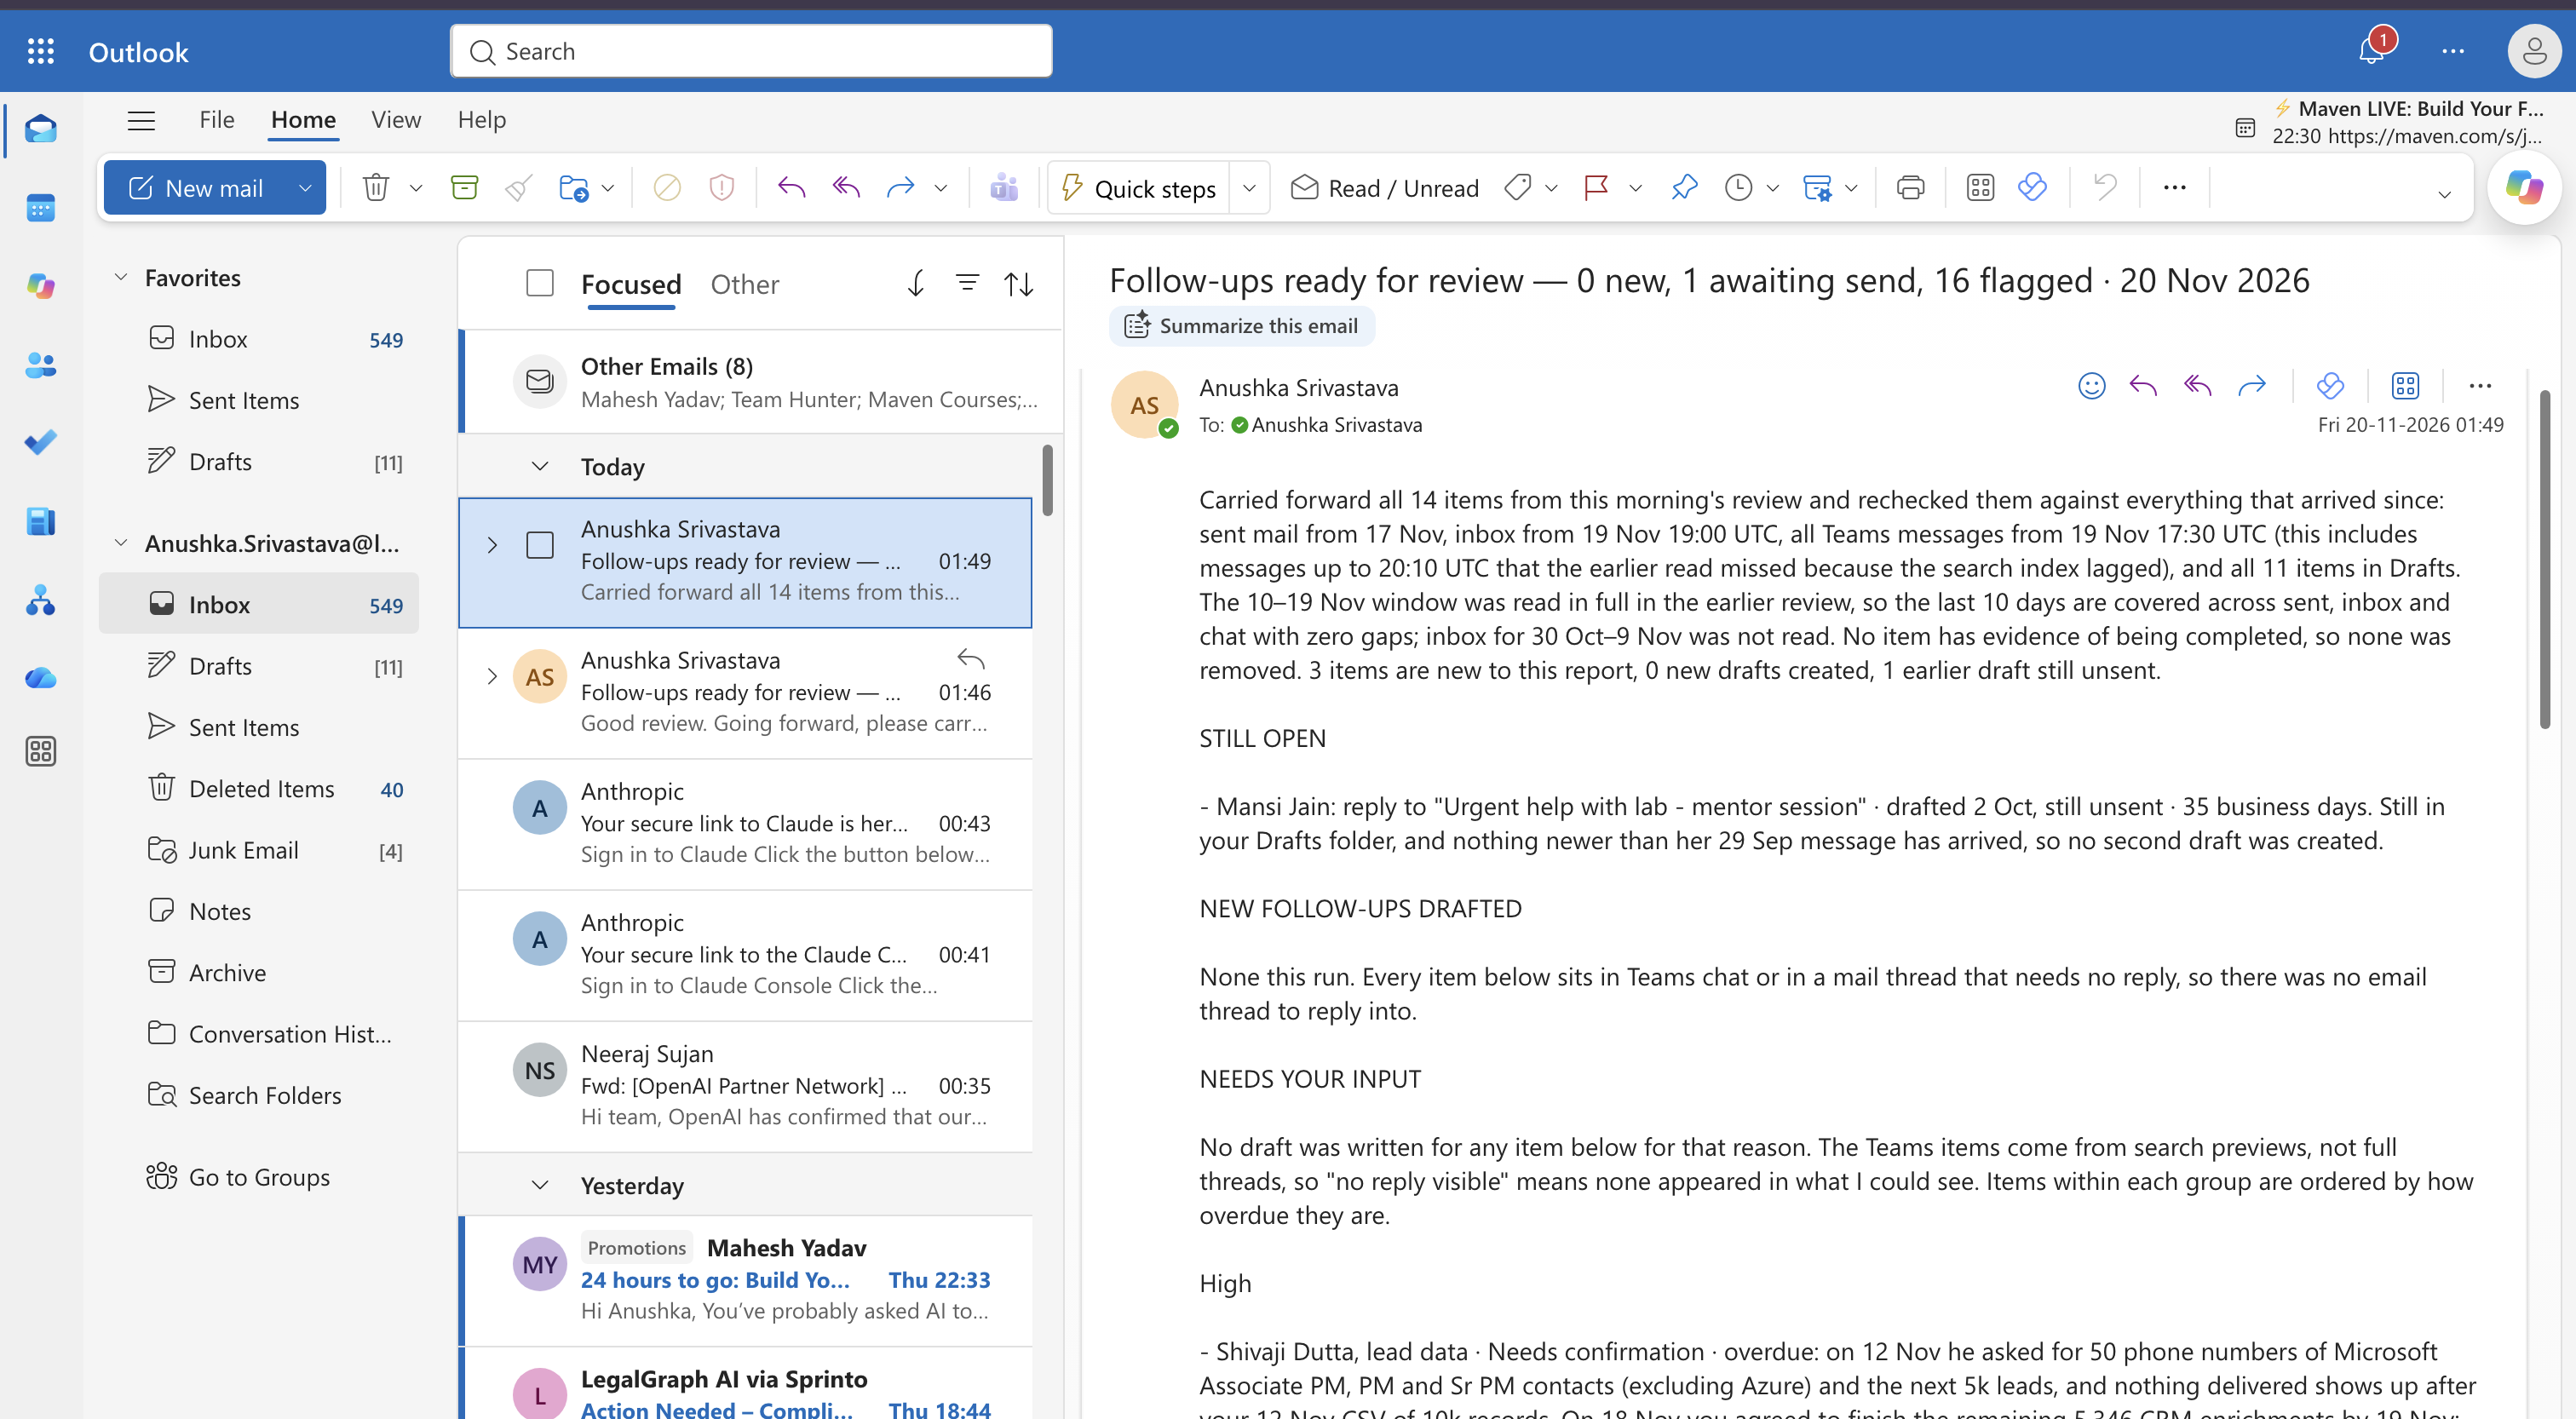 Outlook
Search
1
File
Home
View
Help
⚡ Maven LIVE: Build Your F...
22:30 https://maven.com/s/j...
New mail
Quick steps
Read / Unread
Favorites
Inbox 549
Sent Items
Drafts [11]
Anushka.Srivastava@l...
Inbox 549
Drafts [11]
Sent Items
Deleted Items 40
Junk Email [4]
Notes
Archive
Conversation Hist...
Search Folders
Go to Groups
Focused
Other
Other Emails (8)
Mahesh Yadav; Team Hunter; Maven Courses;...
Today
Anushka Srivastava
Follow-ups ready for review — ... 01:49
Carried forward all 14 items from this...
AS
Anushka Srivastava
Follow-ups ready for review — ... 01:46
Good review. Going forward, please carr...
A
Anthropic
Your secure link to Claude is her... 00:43
Sign in to Claude Click the button below...
A
Anthropic
Your secure link to the Claude C... 00:41
Sign in to Claude Console Click the...
NS
Neeraj Sujan
Fwd: [OpenAI Partner Network] ... 00:35
Hi team, OpenAI has confirmed that our...
Yesterday
MY
Promotions Mahesh Yadav
24 hours to go: Build Yo... Thu 22:33
Hi Anushka, You've probably asked AI to...
L
LegalGraph AI via Sprinto
Action Needed – Compli... Thu 18:44
Follow-ups ready for review — 0 new, 1 awaiting send, 16 flagged · 20 Nov 2026
Summarize this email
AS
Anushka Srivastava
To: Anushka Srivastava
Fri 20-11-2026 01:49
Carried forward all 14 items from this morning's review and rechecked them against everything that arrived since:
sent mail from 17 Nov, inbox from 19 Nov 19:00 UTC, all Teams messages from 19 Nov 17:30 UTC (this includes
messages up to 20:10 UTC that the earlier read missed because the search index lagged), and all 11 items in Drafts.
The 10–19 Nov window was read in full in the earlier review, so the last 10 days are covered across sent, inbox and
chat with zero gaps; inbox for 30 Oct–9 Nov was not read. No item has evidence of being completed, so none was
removed. 3 items are new to this report, 0 new drafts created, 1 earlier draft still unsent.
STILL OPEN
- Mansi Jain: reply to "Urgent help with lab - mentor session" · drafted 2 Oct, still unsent · 35 business days. Still in
your Drafts folder, and nothing newer than her 29 Sep message has arrived, so no second draft was created.
NEW FOLLOW-UPS DRAFTED
None this run. Every item below sits in Teams chat or in a mail thread that needs no reply, so there was no email
thread to reply into.
NEEDS YOUR INPUT
No draft was written for any item below for that reason. The Teams items come from search previews, not full
threads, so "no reply visible" means none appeared in what I could see. Items within each group are ordered by how
overdue they are.
High
- Shivaji Dutta, lead data · Needs confirmation · overdue: on 12 Nov he asked for 50 phone numbers of Microsoft
Associate PM, PM and Sr PM contacts (excluding Azure) and the next 5k leads, and nothing delivered shows up after
your 12 Nov CSV of 10k records. On 18 Nov you agreed to finish the remaining 5,346 CRM enrichments by 19 Nov;